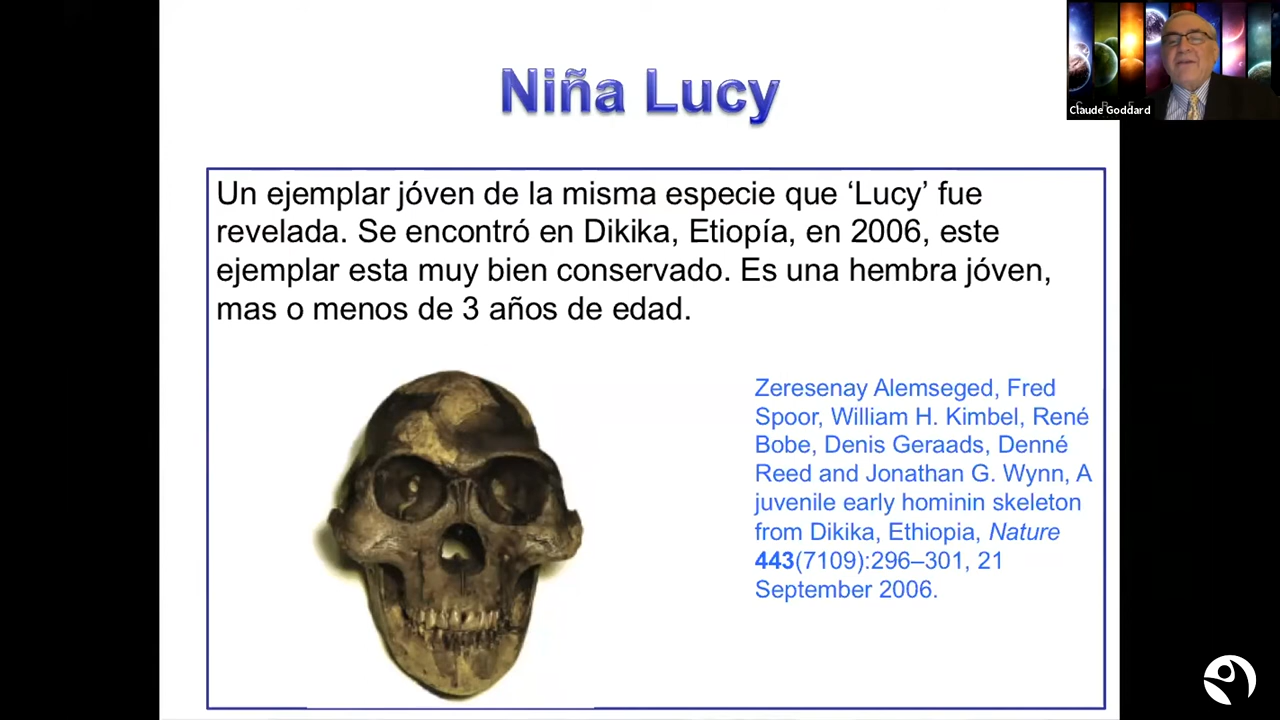 Niña Lucy
Claude Goddard
Un ejemplar jóven de la misma especie que ‘Lucy’ fue
revelada. Se encontró en Dikika, Etiopía, en 2006, este
ejemplar esta muy bien conservado. Es una hembra jóven,
mas o menos de 3 años de edad.
Zeresenay Alemseged, Fred
Spoor, William H. Kimbel, René
Bobe, Denis Geraads, Denné
Reed and Jonathan G. Wynn, A
juvenile early hominin skeleton
from Dikika, Ethiopia, Nature
443(7109):296–301, 21
September 2006.